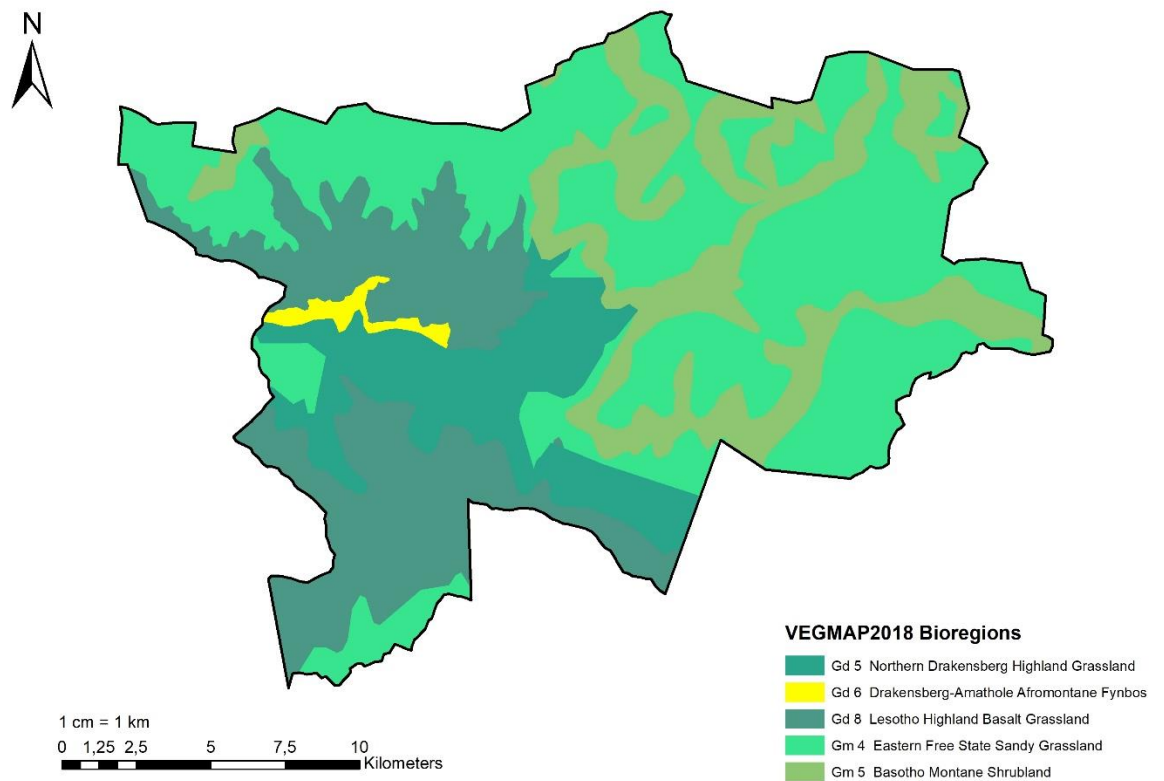 N
VEGMAP2018 Bioregions
Gd 5 Northern Drakensberg Highland Grassland
Gd 6 Drakensberg-Amathole Afromontane Fynbos
Gd 8 Lesotho Highland Basalt Grassland
Gm 4 Eastern Free State Sandy Grassland
Gm 5 Basotho Montane Shrubland
1 cm = 1 km
0 1,25 2,5 5 7,5 10
Kilometers